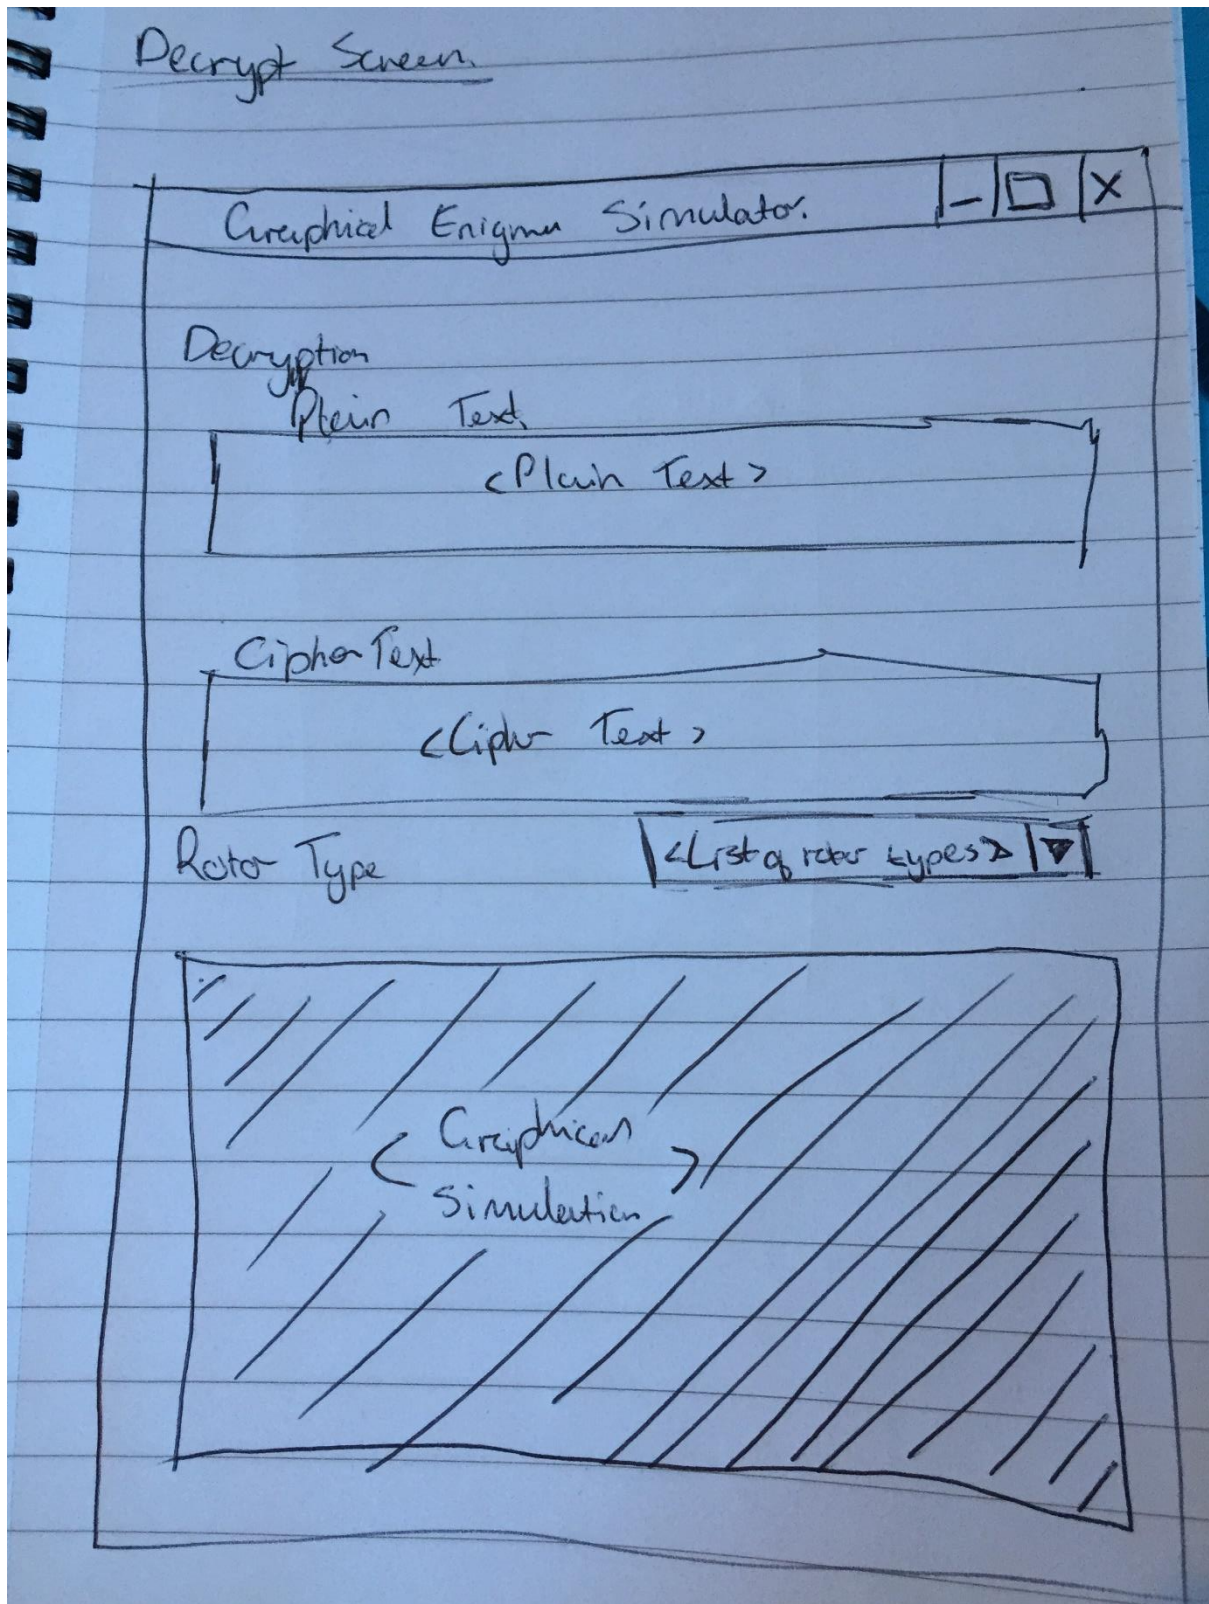 Decrypt Screen.
Graphical Enigma Simulator.
Decryption
Plain Text
<Plain Text>
Cipher Text
<Cipher Text>
Rotor Type
<List of rotor types>
<Graphical
Simulation>